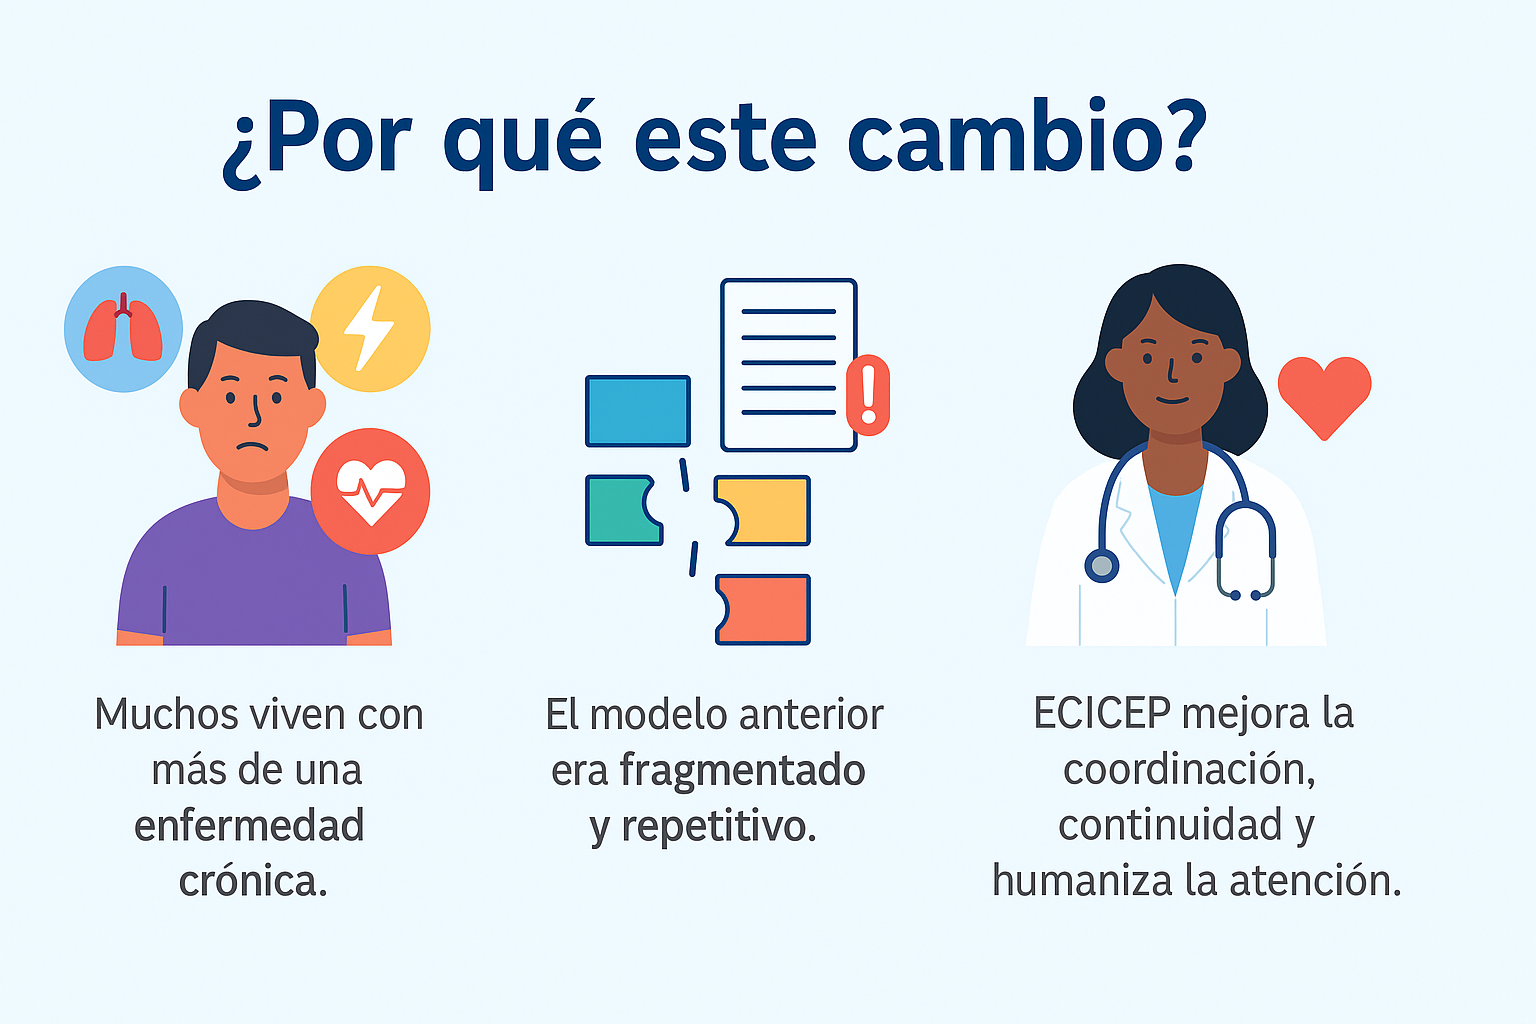 ¿Por qué este cambio?
Muchos viven con
más de una
enfermedad
crónica.
El modelo anterior
era fragmentado
y repetitivo.
ECICEP mejora la
coordinación,
continuidad y
humaniza la atención.